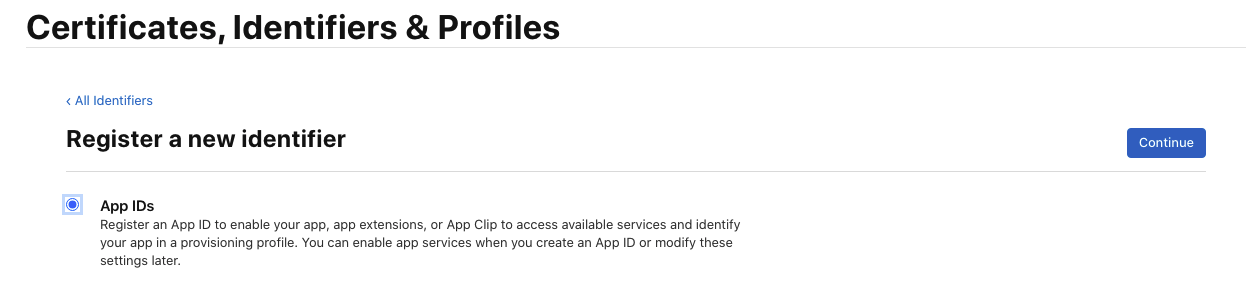 Certificates, Identifiers & Profiles
‹ All Identifiers
Register a new identifier
Continue
App IDs
Register an App ID to enable your app, app extensions, or App Clip to access available services and identify
your app in a provisioning profile. You can enable app services when you create an App ID or modify these
settings later.